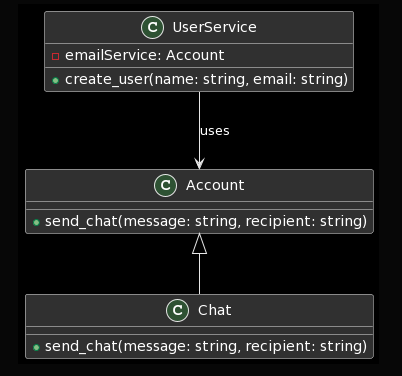 C UserService
emailService: Account
create_user(name: string, email: string)
uses
C Account
send_chat(message: string, recipient: string)
C Chat
send_chat(message: string, recipient: string)